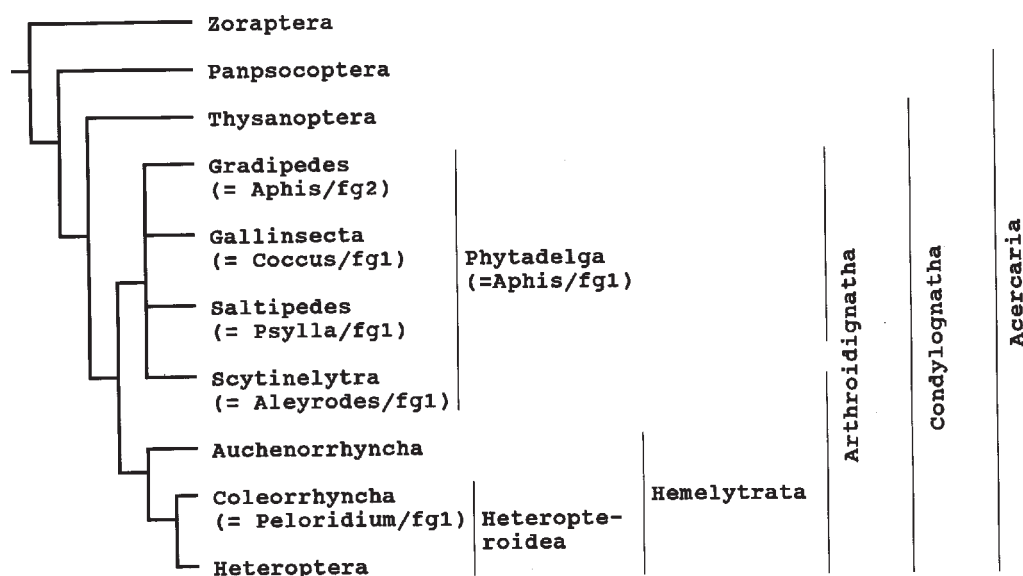 Zoraptera
Panpsocoptera
Thysanoptera
Gradipedes
(= Aphis/fg2)
Gallinsecta
(= Coccus/fg1)
Saltipedes
(= Psylla/fg1)
Scytinelytra
(= Aleyrodes/fg1)
Auchenorrhyncha
Coleorrhyncha
(= Peloridium/fg1)
Heteroptera
Phytadelga
(=Aphis/fg1)
Heteropte-
roidea
Hemelytrata
Arthroidignatha
Condylognatha
Acercaria